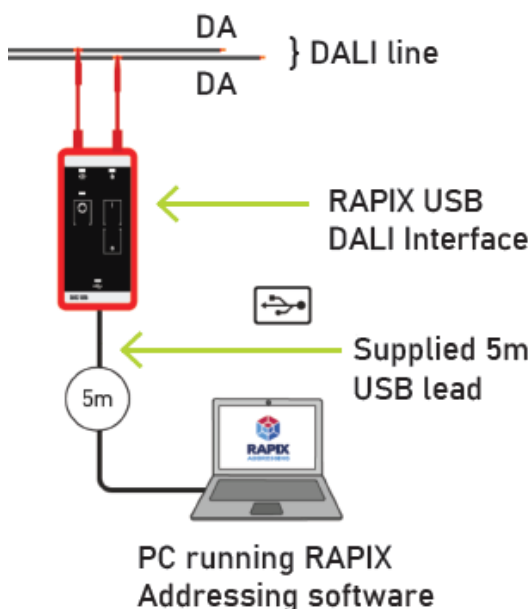 DA
DA
} DALI line
RAPIX USB
DALI Interface
Supplied 5m
USB lead
5m
RAPIX
ADDRESSING
PC running RAPIX
Addressing software